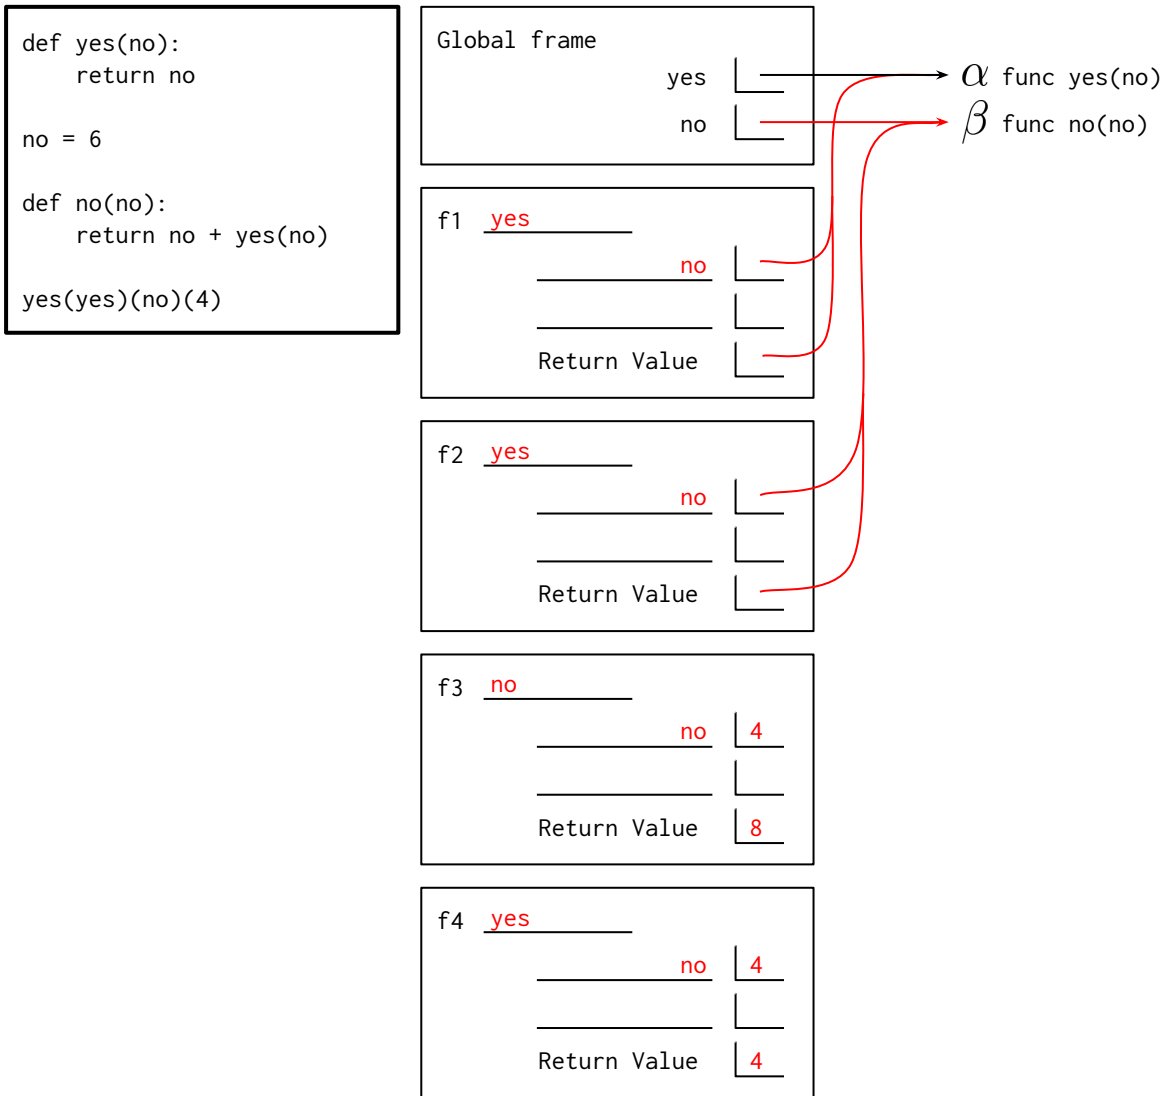 def yes(no):
    return no
no = 6
def no(no):
    return no + yes(no)
yes(yes)(no)(4)
Global frame
yes
α func yes(no)
no
β func no(no)
f1 yes
no
Return Value
f2 yes
no
Return Value
f3 no
no 4
Return Value 8
f4 yes
no 4
Return Value 4